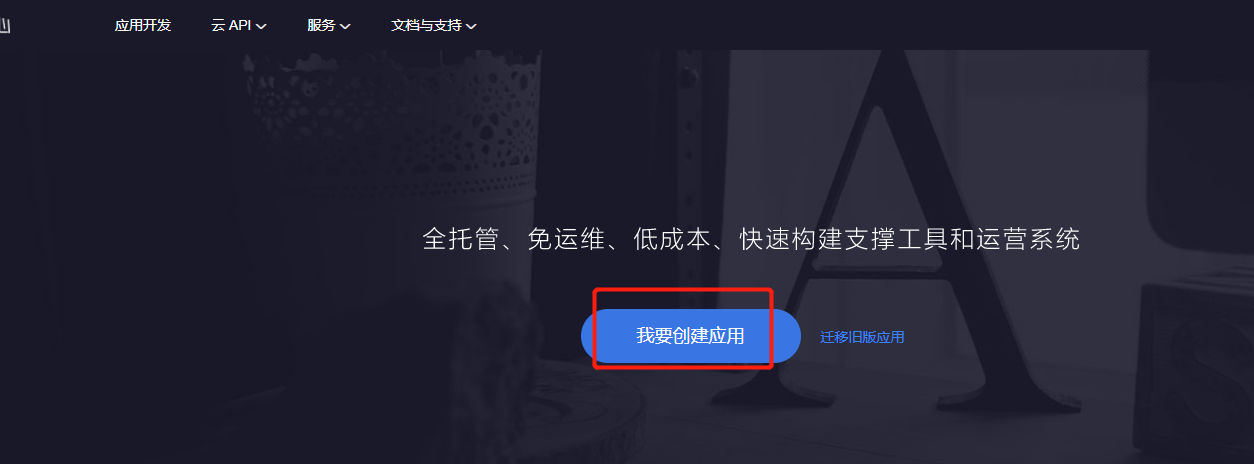 应用开发 云 API 服务 文档与支持
全托管、免运维、低成本、快速构建支撑工具和运营系统
我要创建应用 迁移旧版应用